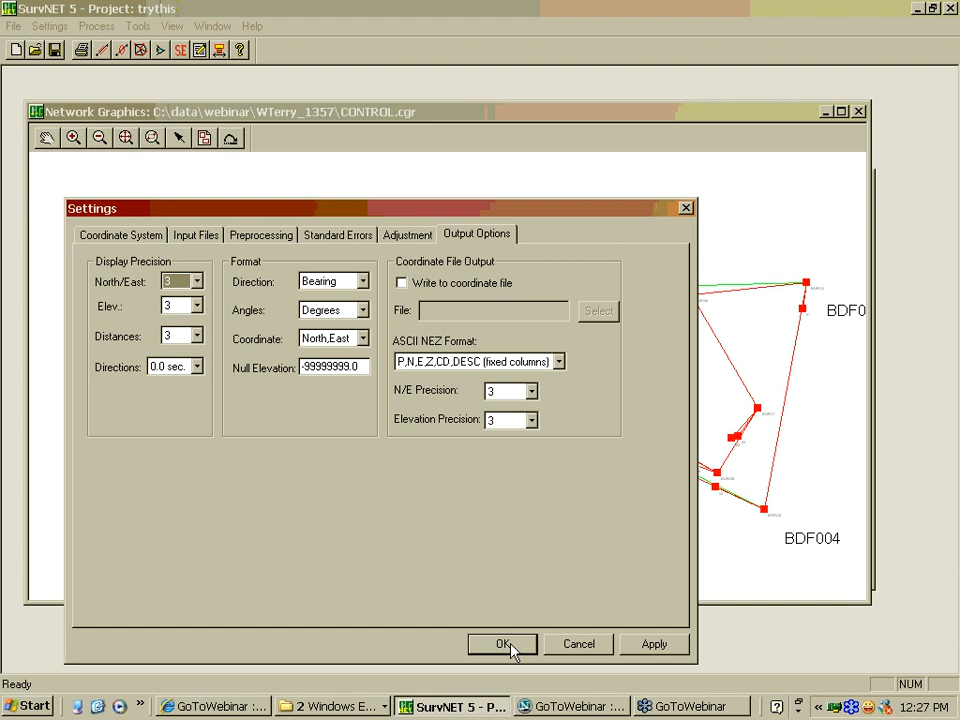 SurvNET 5 - Project: trythis
File Settings Process Tools View Window Help
SE
Network Graphics: C:\data\webinar\WTerry_1357\CONTROL.cgr
Settings
Coordinate System Input Files Preprocessing Standard Errors Adjustment Output Options
Display Precision
North/East: 3
Elev.: 3
Distances: 3
Directions: 0.0 sec.
Format
Direction: Bearing
Angles: Degrees
Coordinate: North,East
Null Elevation: -99999999.0
Coordinate File Output
Write to coordinate file
File: Select
ASCII NEZ Format:
P,N,E,Z,CD,DESC (fixed columns)
N/E Precision: 3
Elevation Precision: 3
BDF0
BDF004
OK Cancel Apply
Ready NUM
Start » GoToWebinar :... 2 Windows E... SurvNET 5 - P... GoToWebinar :... GoToWebinar « 12:27 PM